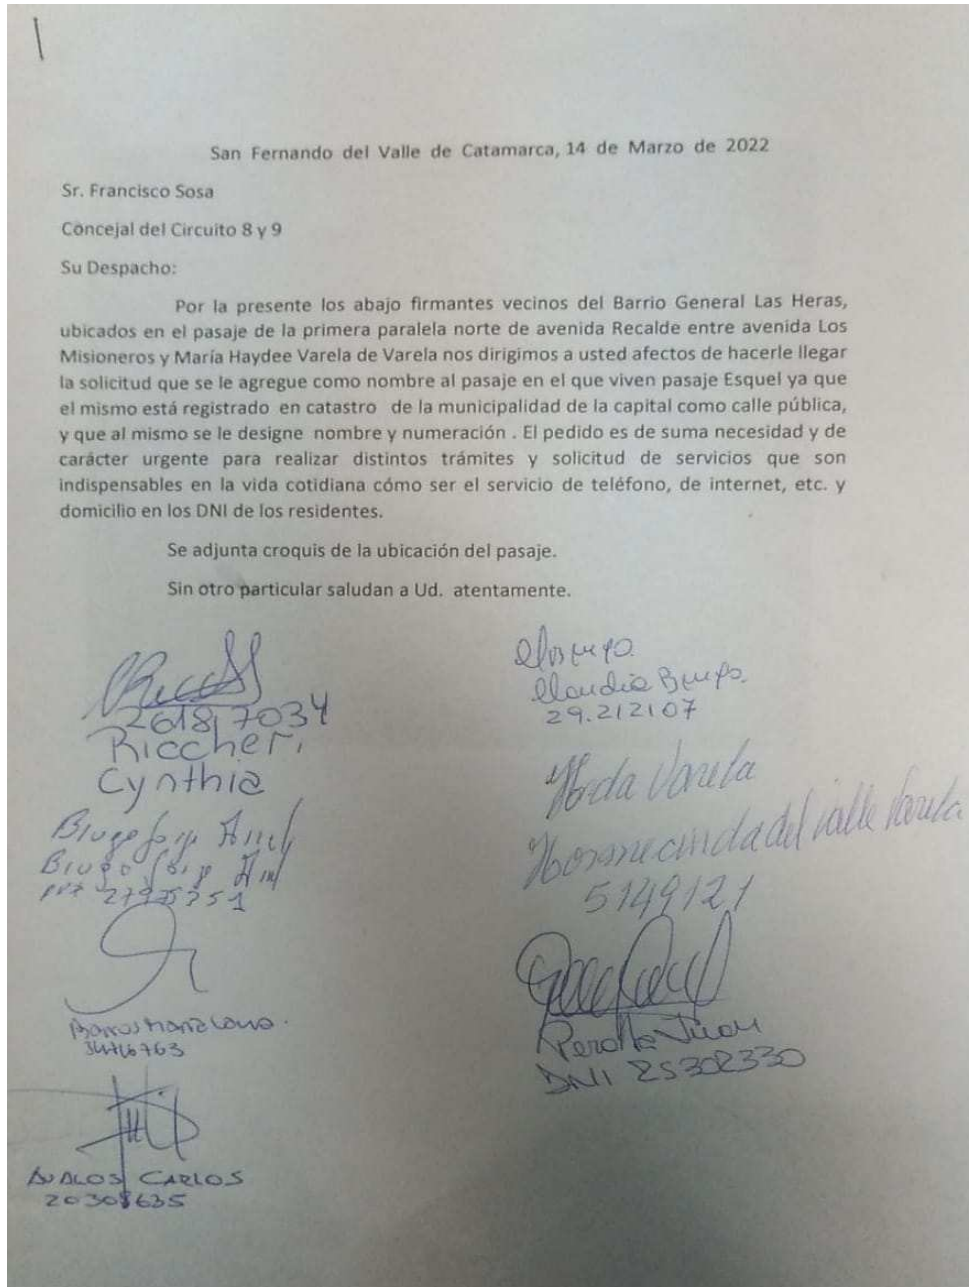 San Fernando del Valle de Catamarca, 14 de Marzo de 2022
Sr. Francisco Sosa
Concejal del Circuito 8 y 9
Su Despacho:
Por la presente los abajo firmantes vecinos del Barrio General Las Heras,
ubicados en el pasaje de la primera paralela norte de avenida Recalde entre avenida Los
Misioneros y María Haydee Varela de Varela nos dirigimos a usted afectos de hacerle llegar
la solicitud que se le agregue como nombre al pasaje en el que viven pasaje Esquel ya que
el mismo está registrado en catastro de la municipalidad de la capital como calle pública,
y que al mismo se le designe nombre y numeración . El pedido es de suma necesidad y de
carácter urgente para realizar distintos trámites y solicitud de servicios que son
indispensables en la vida cotidiana cómo ser el servicio de teléfono, de internet, etc. y
domicilio en los DNI de los residentes.
Se adjunta croquis de la ubicación del pasaje.
Sin otro particular saludan a Ud. atentamente.
26187034
Riccheri,
Cynthia
Claudia
29.212107
Varela
del valle Varela
5149121
Barros
AVALOS CARLOS
Peralta Juan
DNI 25302330